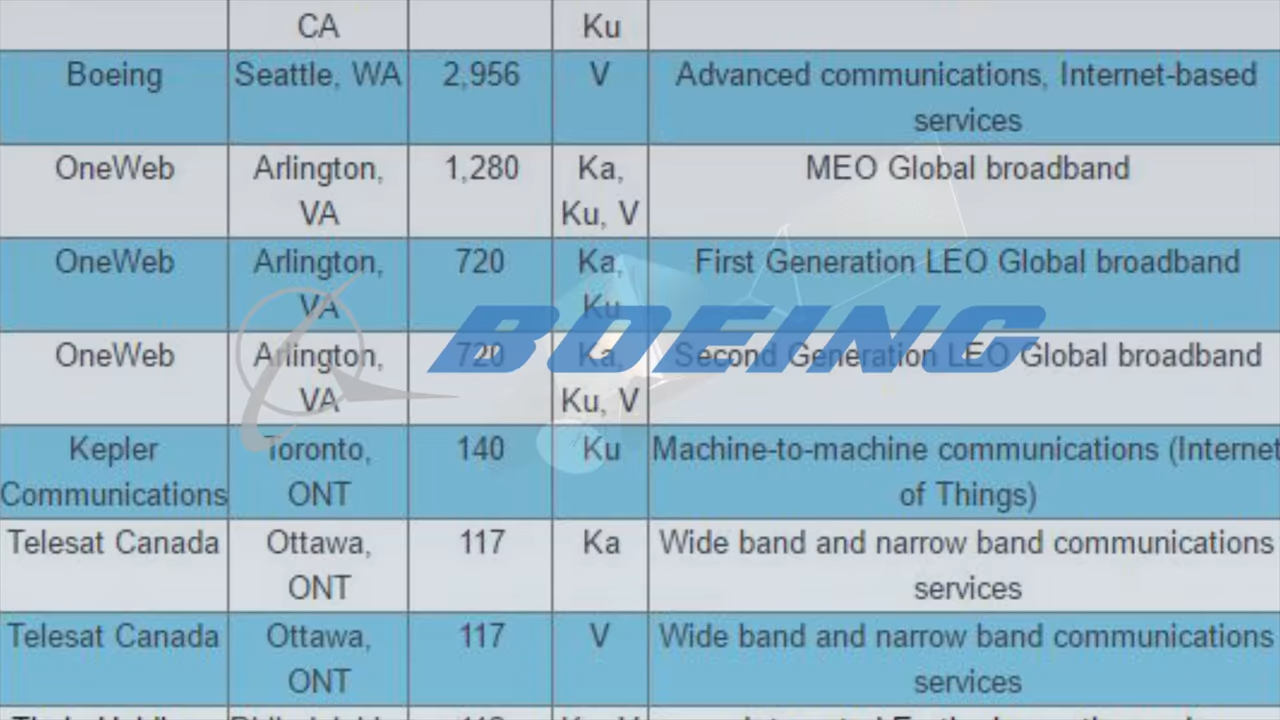 CA Ku
Boeing Seattle, WA 2,956 V Advanced communications, Internet-based
services
OneWeb Arlington, 1,280 Ka, MEO Global broadband
VA Ku, V
OneWeb Arlington, 720 Ka, First Generation LEO Global broadband
VA Ku
BOEING
OneWeb Arlington, 720 Ka, Second Generation LEO Global broadband
VA Ku, V
Kepler Toronto, 140 Ku Machine-to-machine communications (Internet
Communications ONT of Things)
Telesat Canada Ottawa, 117 Ka Wide band and narrow band communications
ONT services
Telesat Canada Ottawa, 117 V Wide band and narrow band communications
ONT services